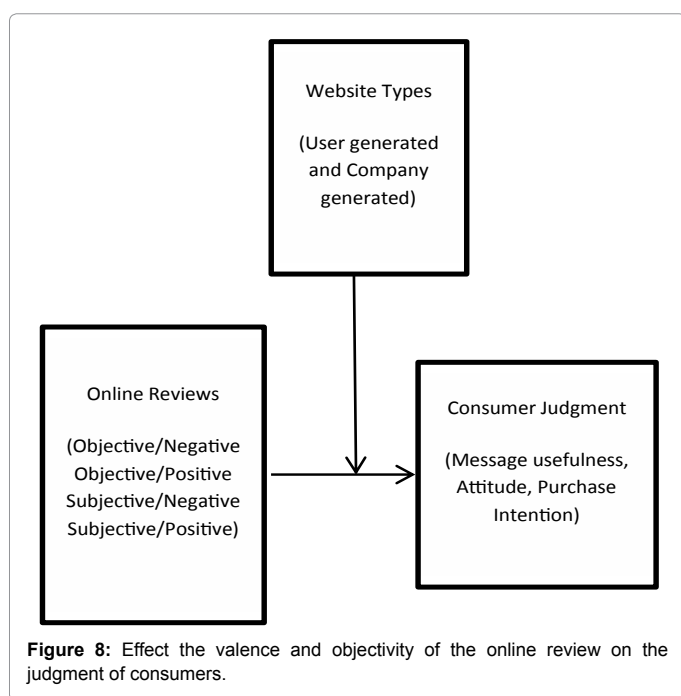 Website Types
(User generated
and Company
generated)
Online Reviews
(Objective/Negative
Objective/Positive
Subjective/Negative
Subjective/Positive)
Consumer Judgment
(Message usefulness,
Attitude, Purchase
Intention)
Figure 8: Effect the valence and objectivity of the online review on the
judgment of consumers.